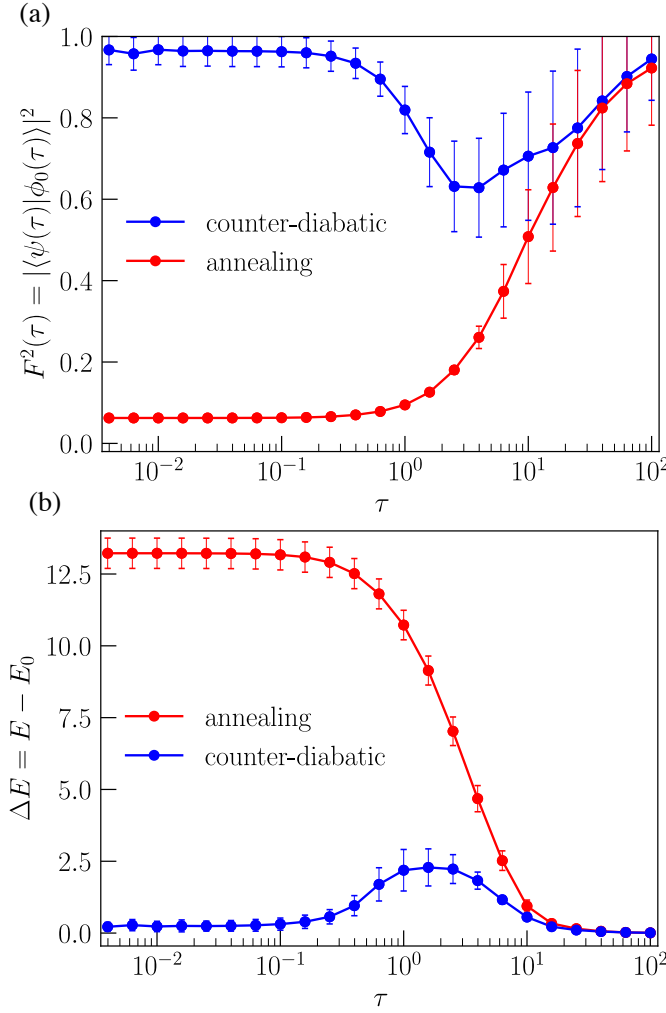 (a)
1.0
0.8
0.6
0.4
0.2
0.0
F²(τ) = |⟨ψ(τ)|ϕ₀(τ)⟩|²
counter-diabatic
annealing
10⁻² 10⁻¹ 10⁰ 10¹ 10²
τ
(b)
12.5
10.0
7.5
5.0
2.5
0.0
ΔE = E − E₀
annealing
counter-diabatic
10⁻² 10⁻¹ 10⁰ 10¹ 10²
τ